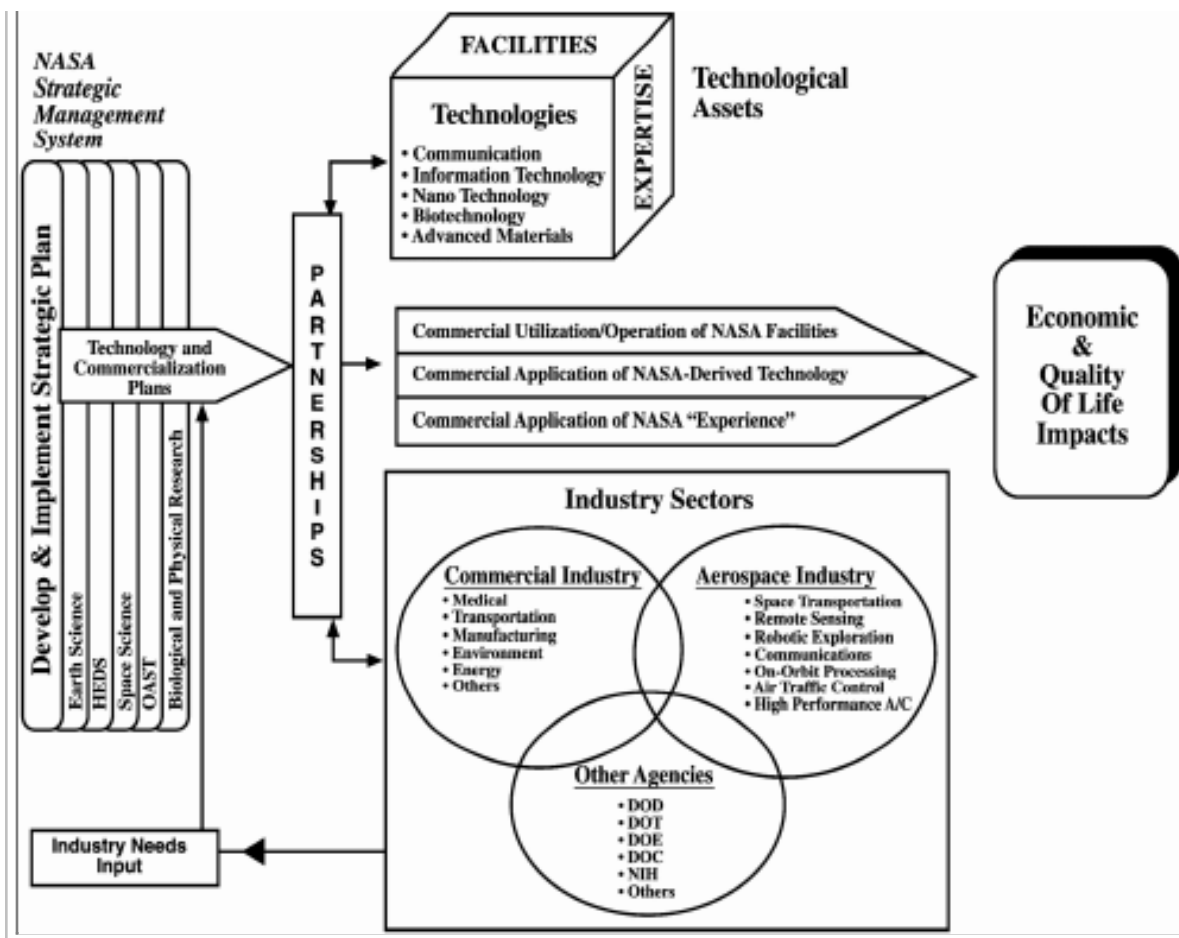 NASA
Strategic
Management
System
Develop & Implement Strategic Plan
Earth Science
HEDS
Space Science
OAST
Biological and Physical Research
Technology and
Commercialization
Plans
PARTNERSHIPS
FACILITIES
EXPERTISE
Technologies
• Communication
• Information Technology
• Nano Technology
• Biotechnology
• Advanced Materials
Technological
Assets
Commercial Utilization/Operation of NASA Facilities
Commercial Application of NASA-Derived Technology
Commercial Application of NASA “Experience”
Economic
&
Quality
Of Life
Impacts
Industry Sectors
Commercial Industry
• Medical
• Transportation
• Manufacturing
• Environment
• Energy
• Others
Aerospace Industry
• Space Transportation
• Remote Sensing
• Robotic Exploration
• Communications
• On-Orbit Processing
• Air Traffic Control
• High Performance A/C
Other Agencies
• DOD
• DOT
• DOE
• DOC
• NIH
• Others
Industry Needs
Input